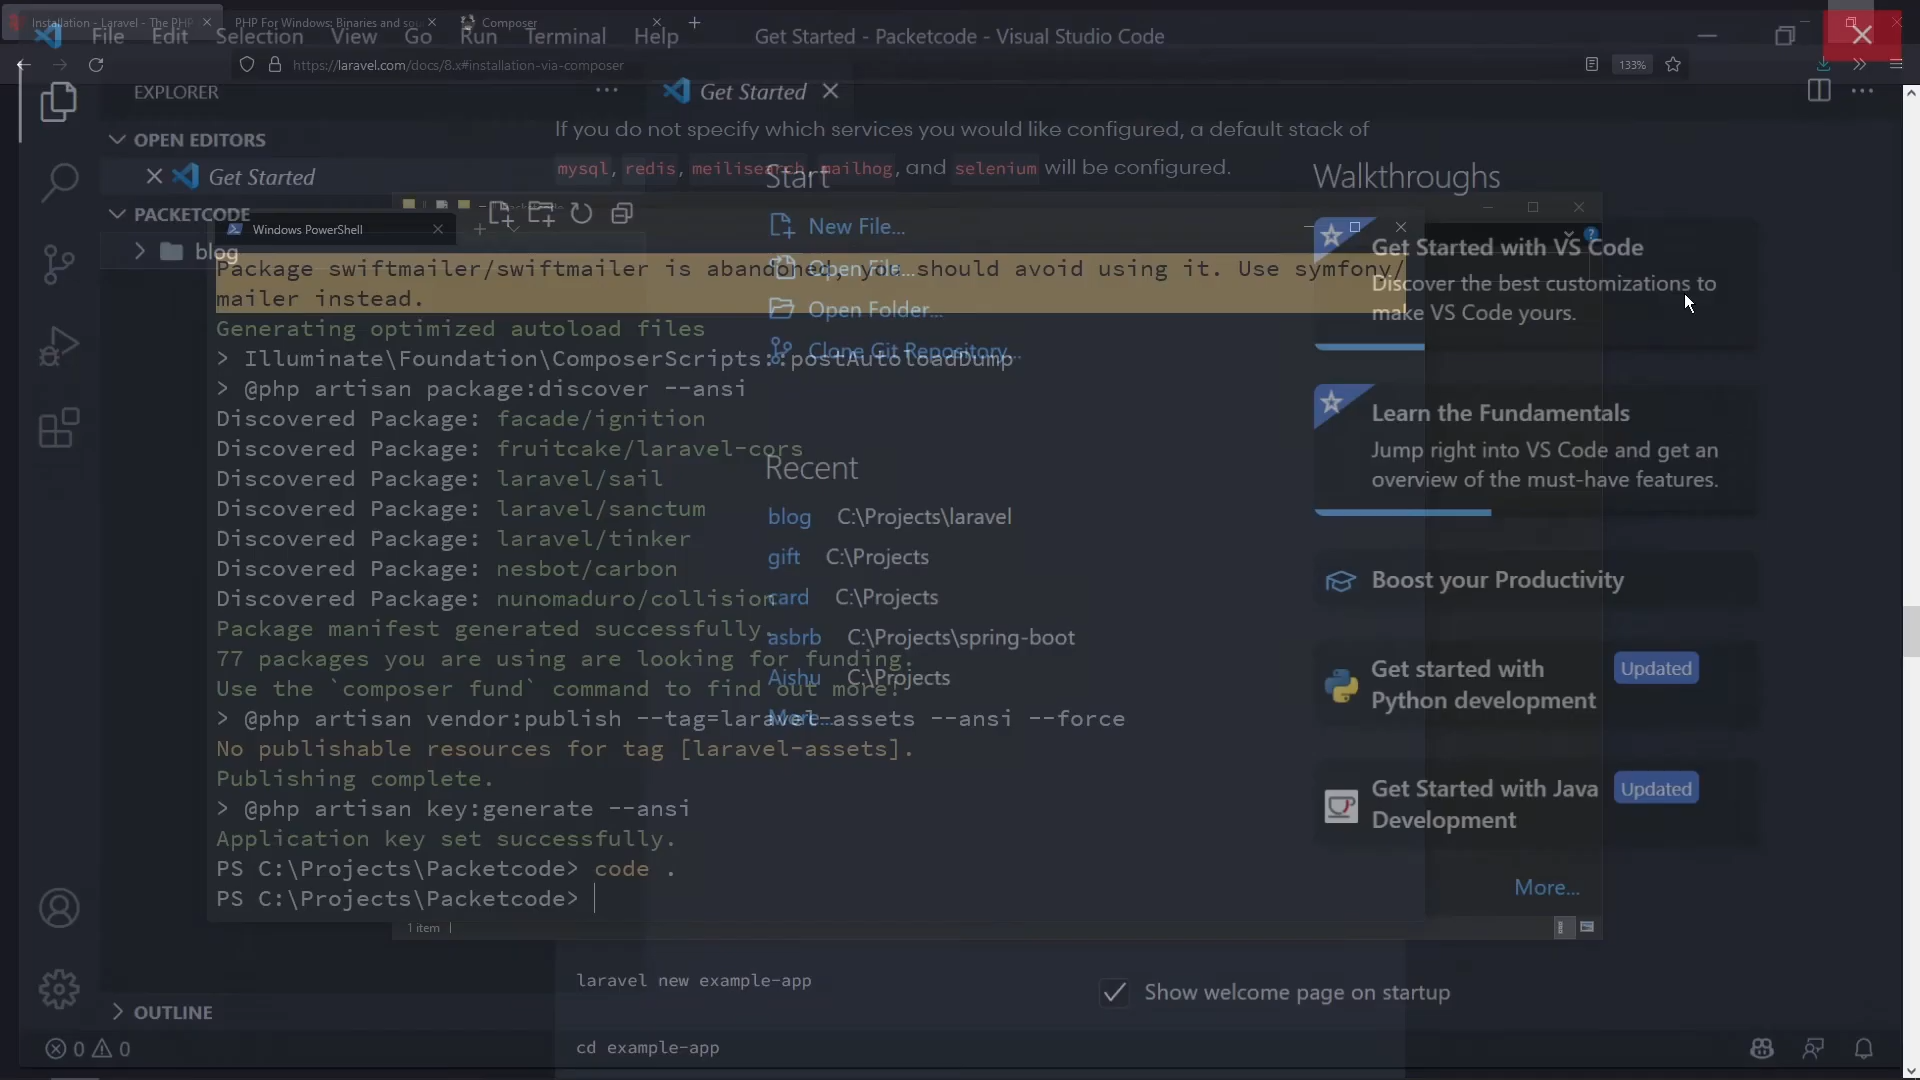 Installation - Laravel - The PHP
PHP For Windows: Binaries and sou
Composer
File Edit Selection View Go Run Terminal Help
Get Started - Packetcode - Visual Studio Code
https://laravel.com/docs/8.x#installation-via-composer
133%
EXPLORER
Get Started
If you do not specify which services you would like configured, a default stack of
mysql, redis, meilisearch, mailhog, and selenium will be configured.
OPEN EDITORS
Get Started
PACKETCODE
blog
Windows PowerShell
Package swiftmailer/swiftmailer is abandoned, you should avoid using it. Use symfony/
mailer instead.
Generating optimized autoload files
> Illuminate\Foundation\ComposerScripts::postAutoloadDump
> @php artisan package:discover --ansi
Discovered Package: facade/ignition
Discovered Package: fruitcake/laravel-cors
Discovered Package: laravel/sail
Discovered Package: laravel/sanctum
Discovered Package: laravel/tinker
Discovered Package: nesbot/carbon
Discovered Package: nunomaduro/collision
Package manifest generated successfully.
77 packages you are using are looking for funding.
Use the `composer fund` command to find out more!
> @php artisan vendor:publish --tag=laravel-assets --ansi --force
No publishable resources for tag [laravel-assets].
Publishing complete.
> @php artisan key:generate --ansi
Application key set successfully.
PS C:\Projects\Packetcode> code .
PS C:\Projects\Packetcode>
Start
New File...
Open File...
Open Folder...
Clone Git Repository...
Recent
blog C:\Projects\laravel
gift C:\Projects
card C:\Projects
asbrb C:\Projects\spring-boot
Aishu C:\Projects
More...
Walkthroughs
Get Started with VS Code
Discover the best customizations to
make VS Code yours.
Learn the Fundamentals
Jump right into VS Code and get an
overview of the must-have features.
Boost your Productivity
Get started with
Python development
Updated
Get Started with Java
Development
Updated
More...
1 item
laravel new example-app
cd example-app
Show welcome page on startup
OUTLINE
0 0